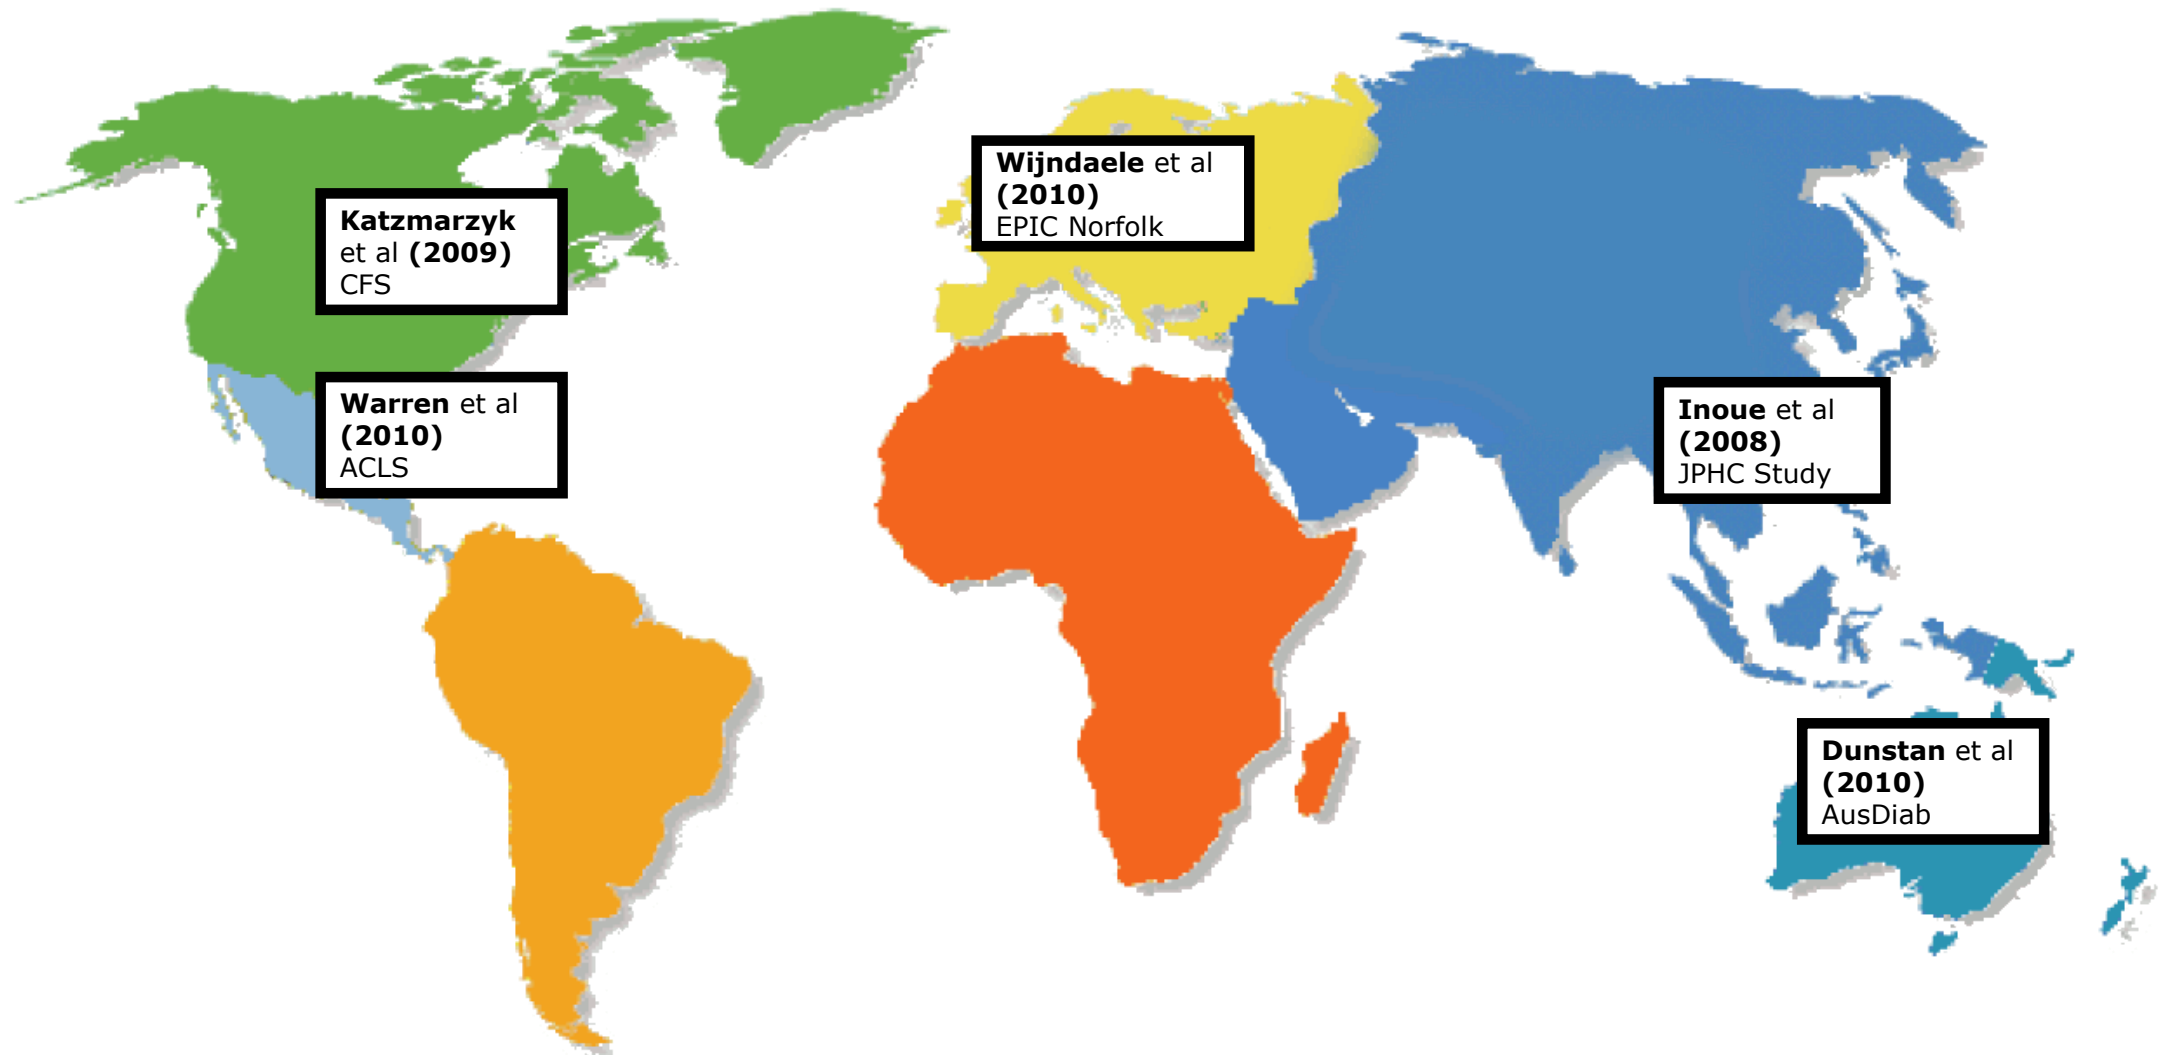 Katzmarzyk
et al (2009)
CFS
Warren et al
(2010)
ACLS
Wijndaele et al
(2010)
EPIC Norfolk
Inoue et al
(2008)
JPHC Study
Dunstan et al
(2010)
AusDiab